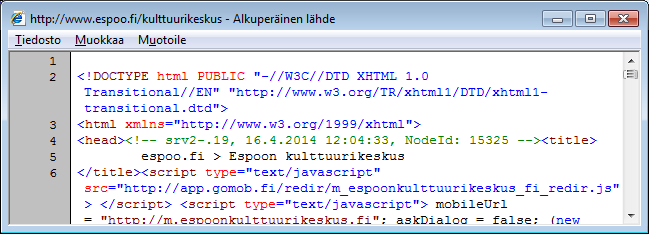 http://www.espoo.fi/kulttuurikeskus - Alkuperäinen lähde
Tiedosto Muokkaa Muotoile
1
2 <!DOCTYPE html PUBLIC "-//W3C//DTD XHTML 1.0
Transitional//EN" "http://www.w3.org/TR/xhtml1/DTD/xhtml1-
transitional.dtd">
3 <html xmlns="http://www.w3.org/1999/xhtml">
4 <head><!-- srv2-.19, 16.4.2014 12:04:33, NodeId: 15325 --><title>
5 espoo.fi > Espoon kulttuurikeskus
6 </title><script type="text/javascript"
src="http://app.gomob.fi/redir/m_espoonkulttuurikeskus_fi_redir.js"
> </script> <script type="text/javascript"> mobileUrl
= "http://m.espoonkulttuurikeskus.fi"; askDialog = false; (new